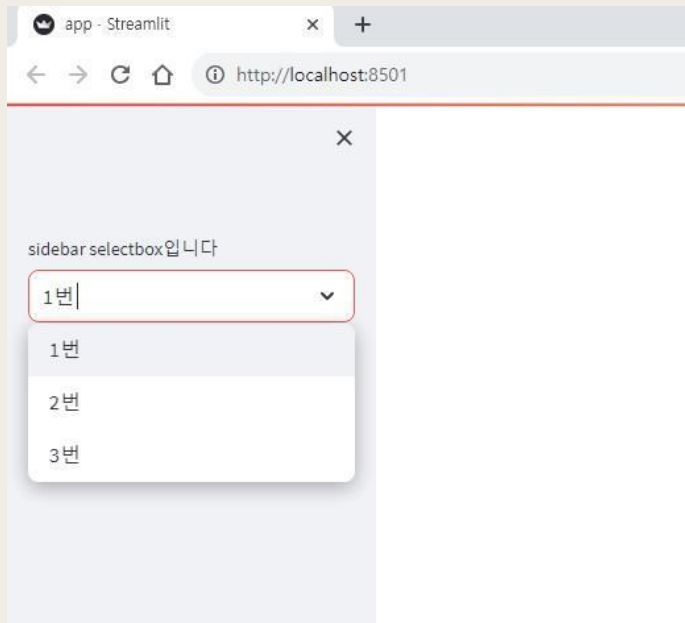 app · Streamlit
http://localhost:8501
sidebar selectbox입니다
1번
1번
2번
3번